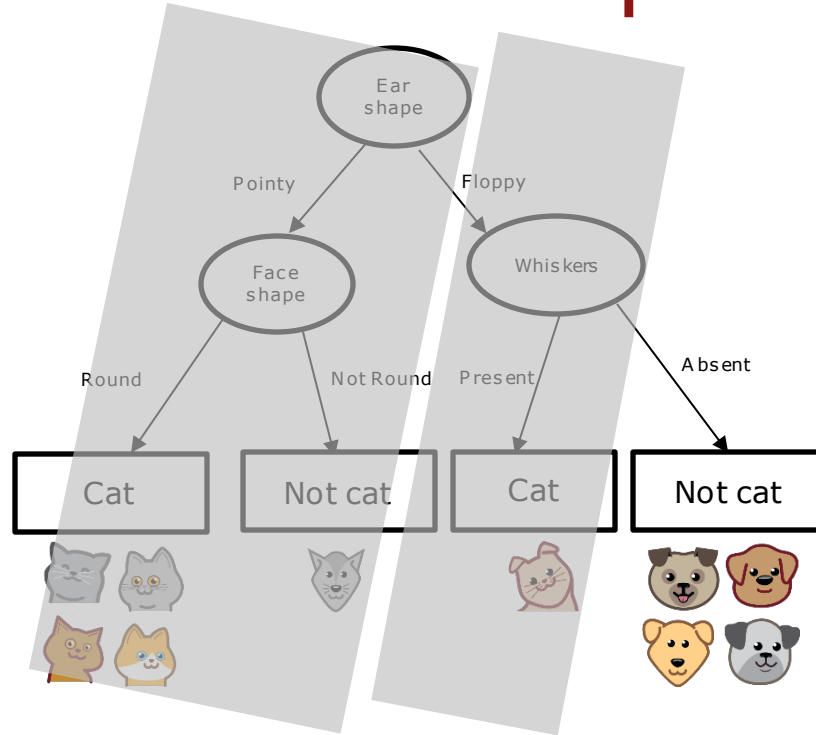 Ear
shape
Pointy
Floppy
Face
shape
Whiskers
Round
Not Round
Present
Absent
Cat
Not cat
Cat
Not cat